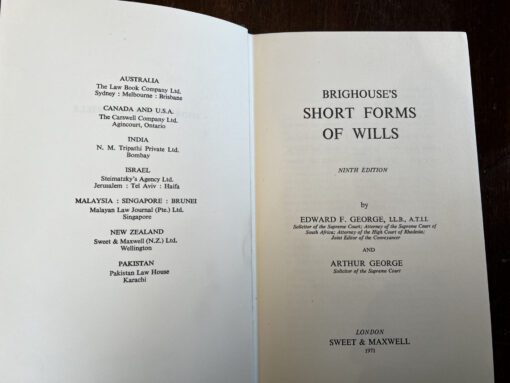 AUSTRALIA
The Law Book Company Ltd.
Sydney : Melbourne : Brisbane
CANADA AND U.S.A.
The Carswell Company Ltd.
Agincourt, Ontario
INDIA
N. M. Tripathi Private Ltd.
Bombay
ISRAEL
Steimatzky's Agency Ltd.
Jerusalem : Tel Aviv : Haifa
MALAYSIA : SINGAPORE : BRUNEI
Malayan Law Journal (Pte.) Ltd.
Singapore
NEW ZEALAND
Sweet & Maxwell (N.Z.) Ltd.
Wellington
PAKISTAN
Pakistan Law House
Karachi
BRIGHOUSE'S
SHORT FORMS
OF WILLS
NINTH EDITION
by
EDWARD F. GEORGE, LL.B., A.T.I.I.
Solicitor of the Supreme Court; Attorney of the Supreme Court of
South Africa; Attorney of the High Court of Rhodesia;
Joint Editor of the Conveyancer
AND
ARTHUR GEORGE
Solicitor of the Supreme Court
LONDON
SWEET & MAXWELL
1971